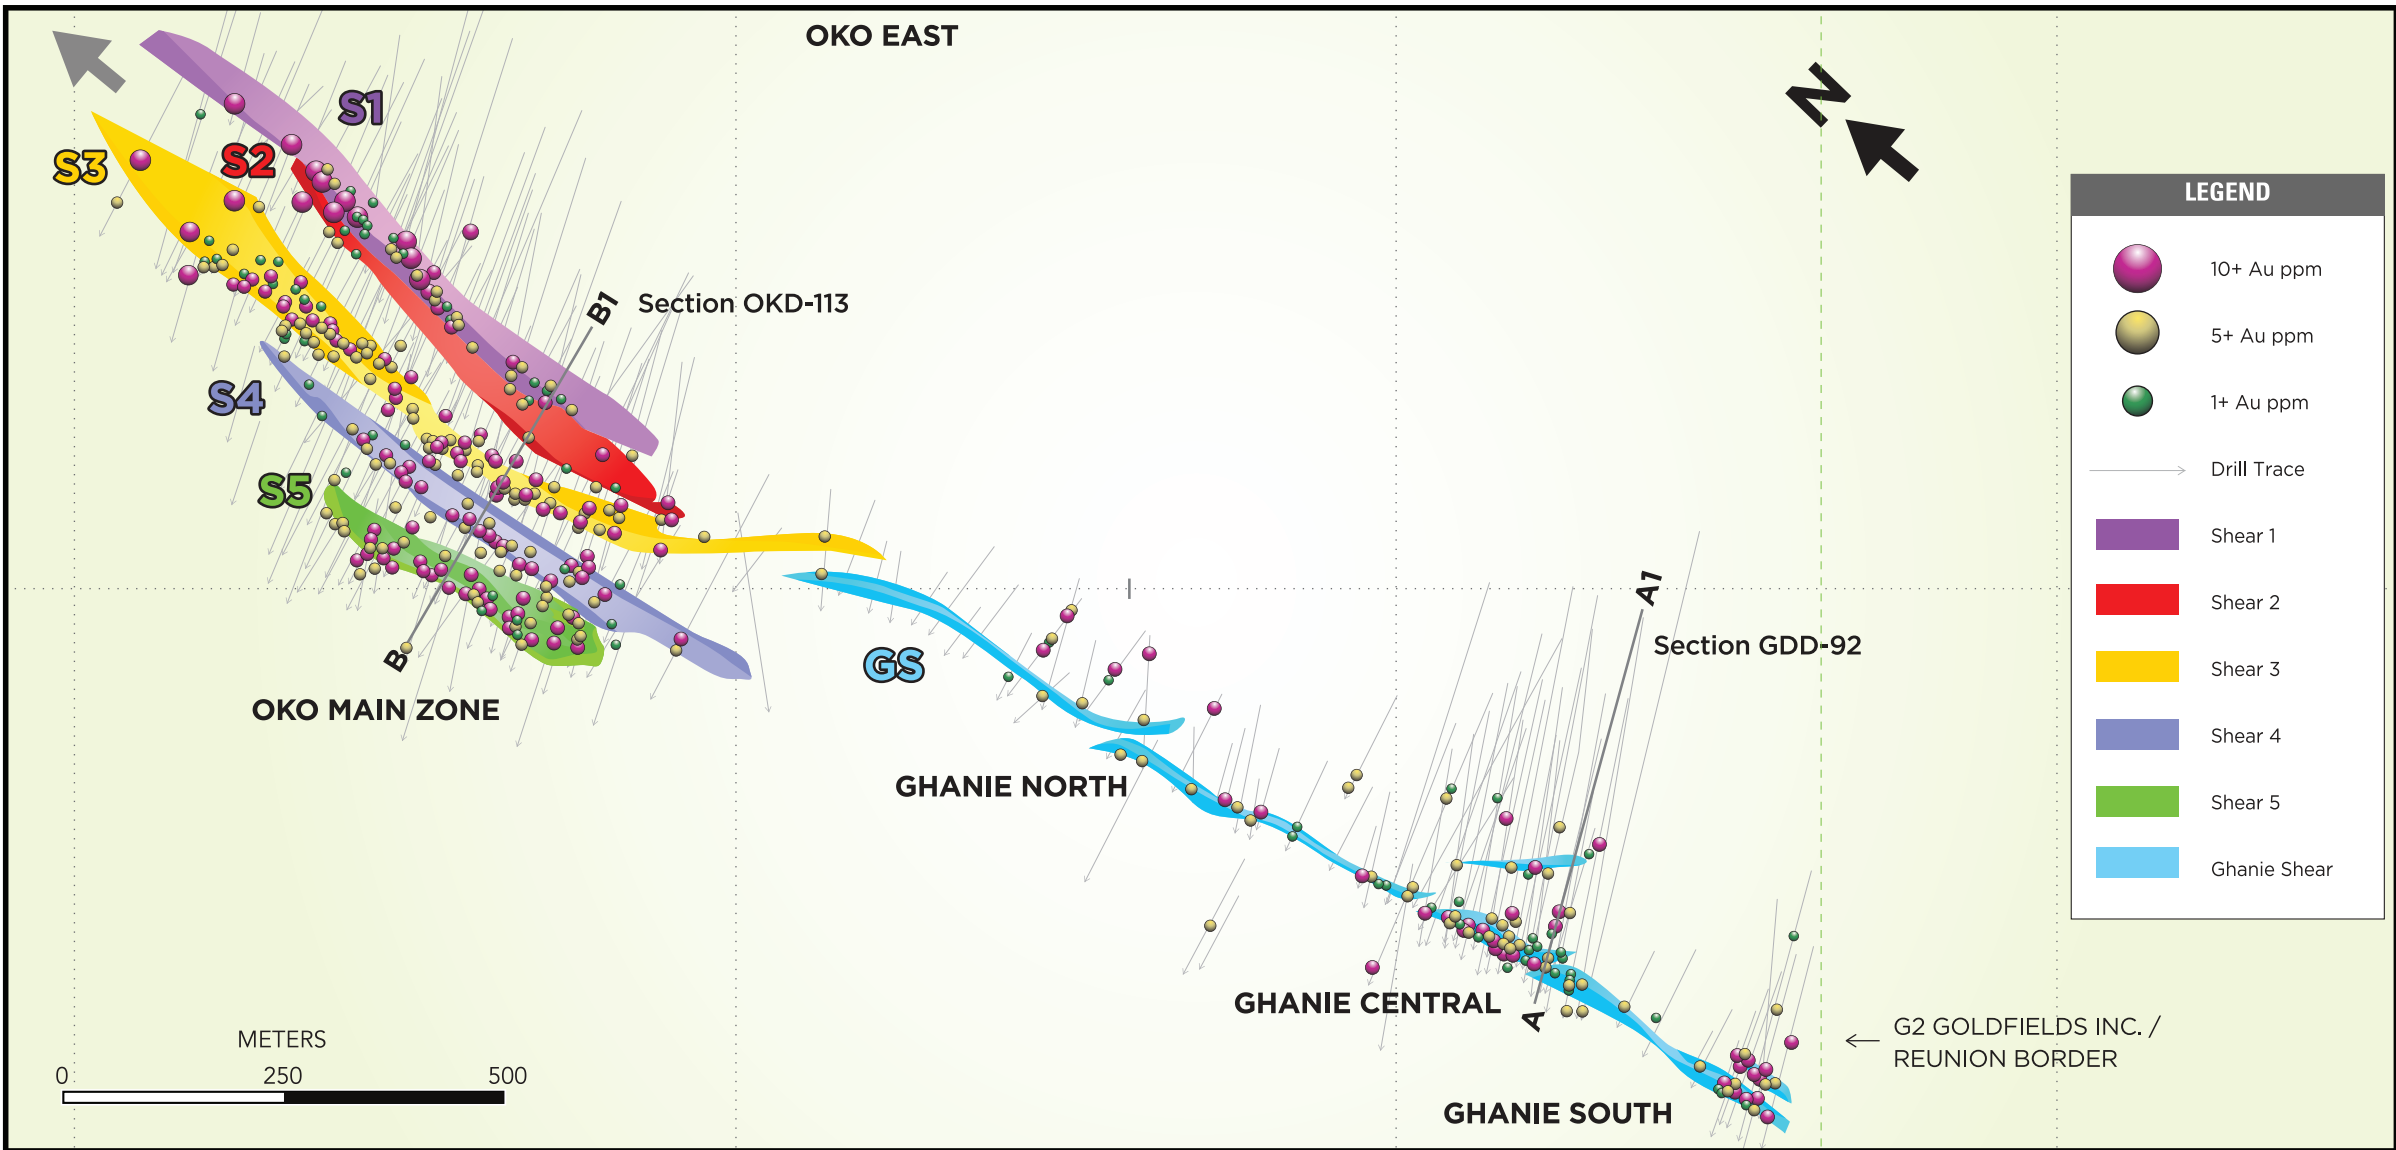 OKO EAST
N
S1
S2
S3
B1
Section OKD-113
S4
S5
B
OKO MAIN ZONE
GS
A1
Section GDD-92
GHANIE NORTH
GHANIE CENTRAL
A
GHANIE SOUTH
G2 GOLDFIELDS INC. /
REUNION BORDER
METERS
0 250 500
LEGEND
10+ Au ppm
5+ Au ppm
1+ Au ppm
Drill Trace
Shear 1
Shear 2
Shear 3
Shear 4
Shear 5
Ghanie Shear